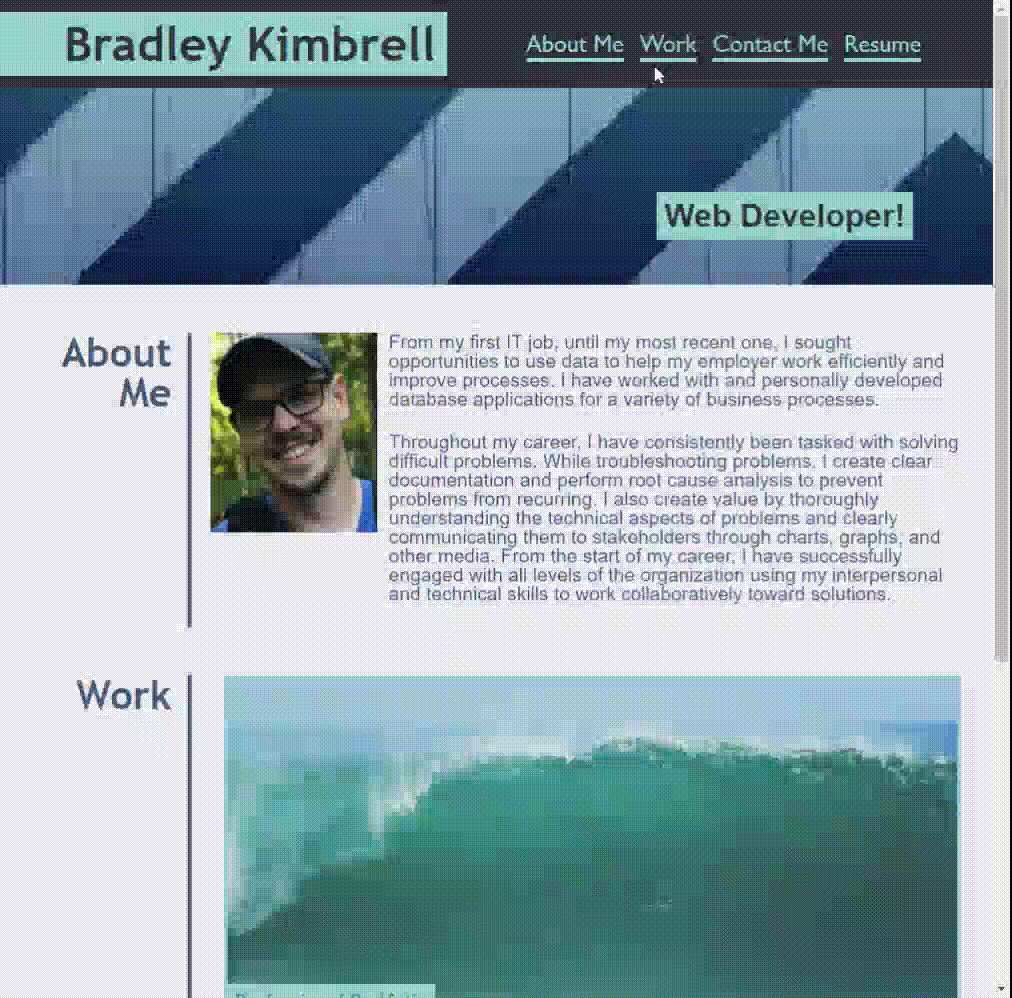 Bradley Kimbrell
About Me Work Contact Me Resume
Web Developer!
About
Me
From my first IT job, until my most recent one, I sought
opportunities to use data to help my employer work efficiently and
improve processes. I have worked with and personally developed
database applications for a variety of business processes.
Throughout my career, I have consistently been tasked with solving
difficult problems. While troubleshooting problems, I create clear
documentation and perform root cause analysis to prevent
problems from recurring. I also create value by thoroughly
understanding the technical aspects of problems and clearly
communicating them to stakeholders through charts, graphs, and
other media. From the start of my career, I have successfully
engaged with all levels of the organization using my interpersonal
and technical skills to work collaboratively toward solutions.
Work